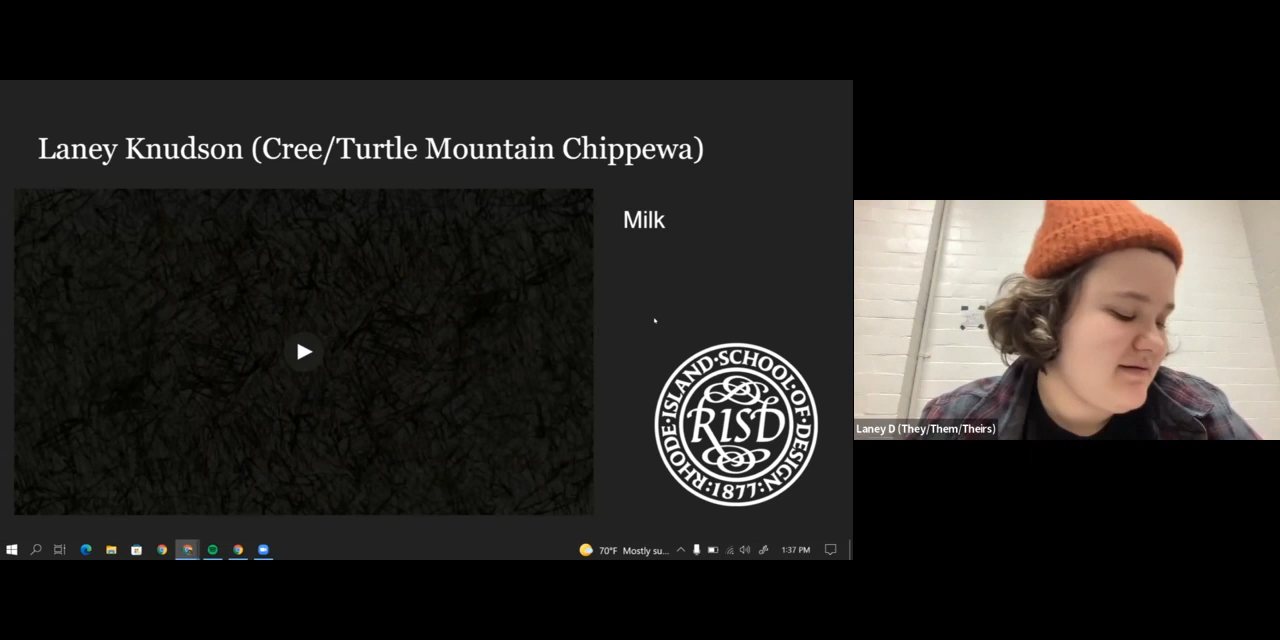 Laney Knudson (Cree/Turtle Mountain Chippewa)
Milk
RHODE·ISLAND·SCHOOL·OF·DESIGN
RISD
·1877·
Laney D (They/Them/Theirs)
70°F Mostly su...
1:37 PM